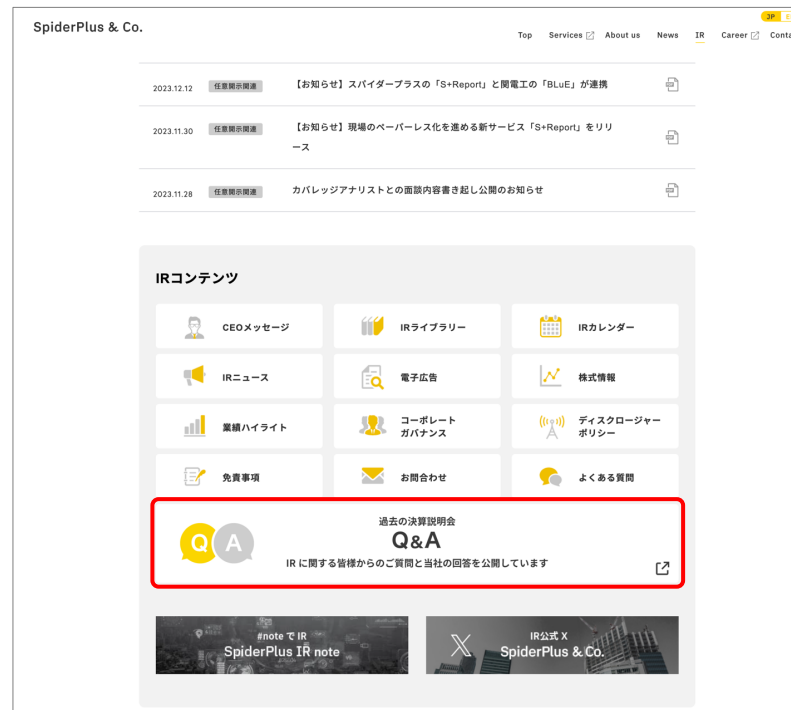 SpiderPlus & Co.
JP E
Top Services About us News IR Career Conta
2023.12.12 任意開示関連 【お知らせ】スパイダープラスの「S+Report」と関電工の「BLuE」が連携
2023.11.30 任意開示関連 【お知らせ】現場のペーパーレス化を進める新サービス「S+Report」をリリ
ース
2023.11.28 任意開示関連 カバレッジアナリストとの面談内容書き起し公開のお知らせ
IRコンテンツ
CEOメッセージ
IRライブラリー
IRカレンダー
IRニュース
電子広告
株式情報
業績ハイライト
コーポレート
ガバナンス
ディスクロージャー
ポリシー
免責事項
お問合わせ
よくある質問
Q A
過去の決算説明会
Q&A
IR に関する皆様からのご質問と当社の回答を公開しています
#note で IR
SpiderPlus IR note
IR公式 X
SpiderPlus & Co.